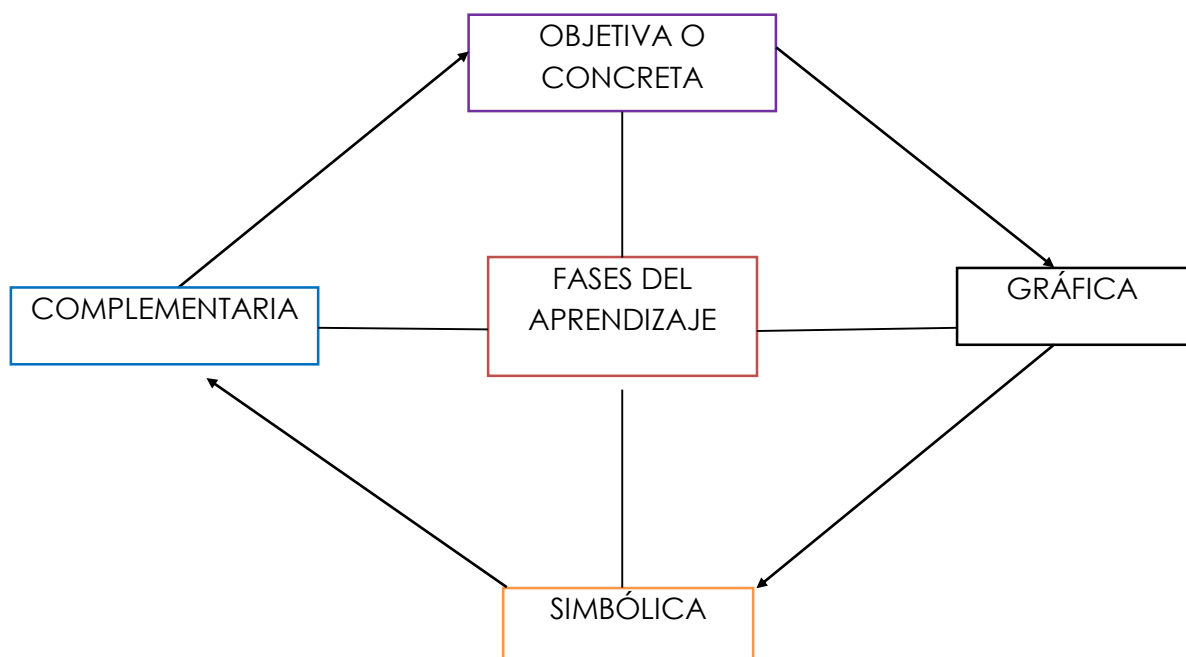 OBJETIVA O
CONCRETA
COMPLEMENTARIA
FASES DEL
APRENDIZAJE
GRÁFICA
SIMBÓLICA